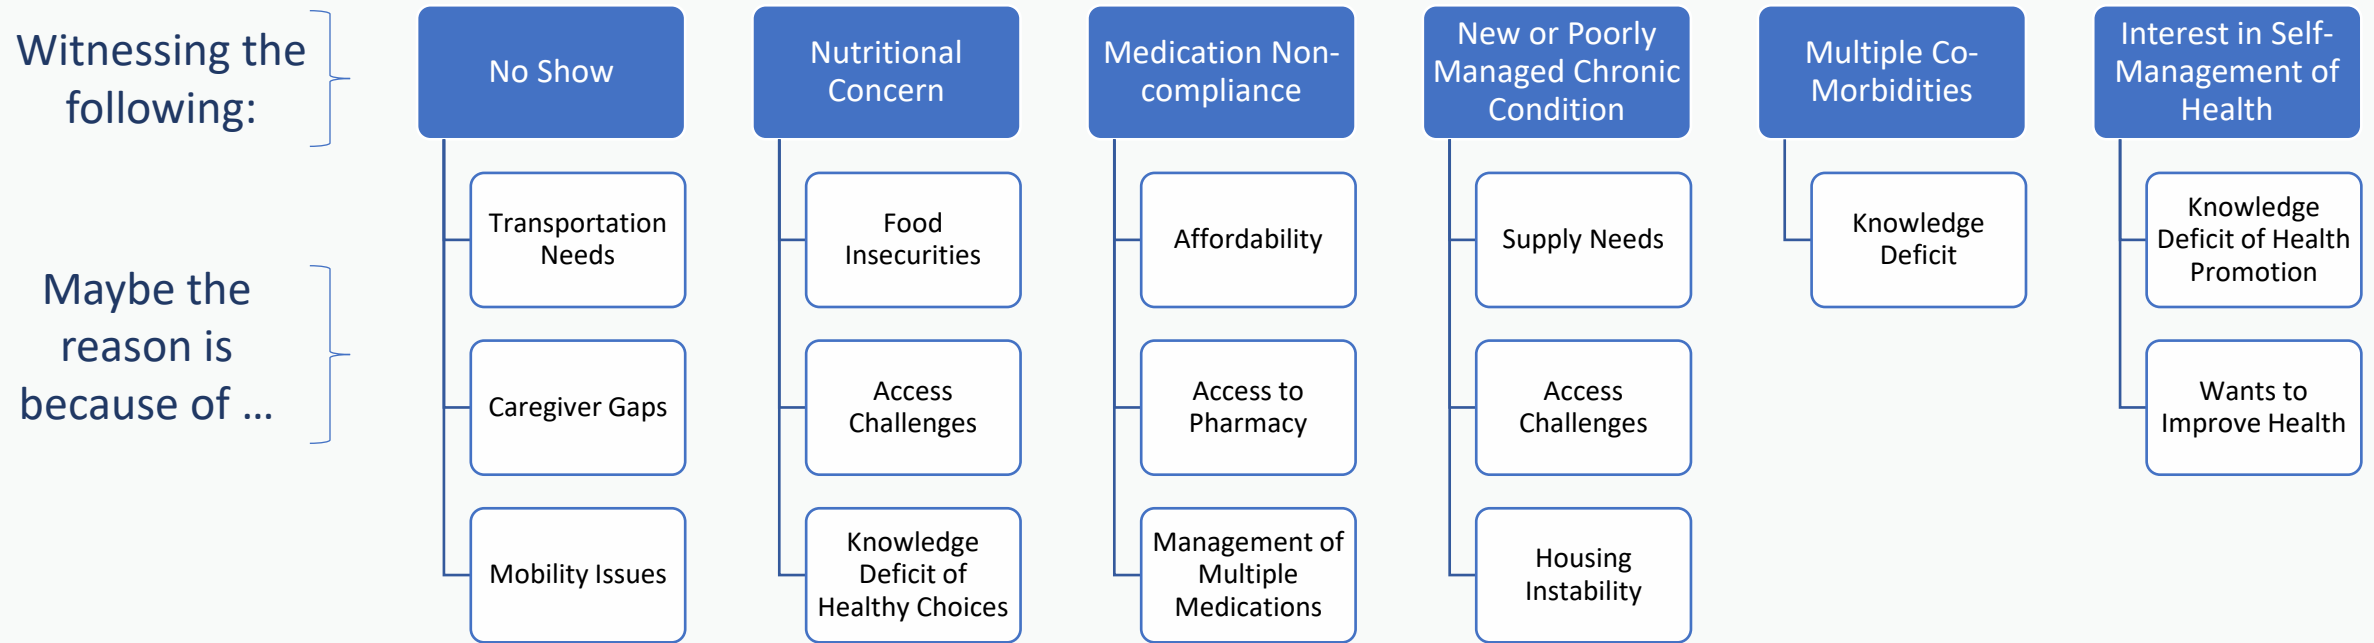 Witnessing the
following:
Maybe the
reason is
because of ...
No Show
Transportation
Needs
Caregiver Gaps
Mobility Issues
Nutritional
Concern
Food
Insecurities
Access
Challenges
Knowledge
Deficit of
Healthy Choices
Medication Non-
compliance
Affordability
Access to
Pharmacy
Management of
Multiple
Medications
New or Poorly
Managed Chronic
Condition
Supply Needs
Access
Challenges
Housing
Instability
Multiple Co-
Morbidities
Knowledge
Deficit
Interest in Self-
Management of
Health
Knowledge
Deficit of Health
Promotion
Wants to
Improve Health